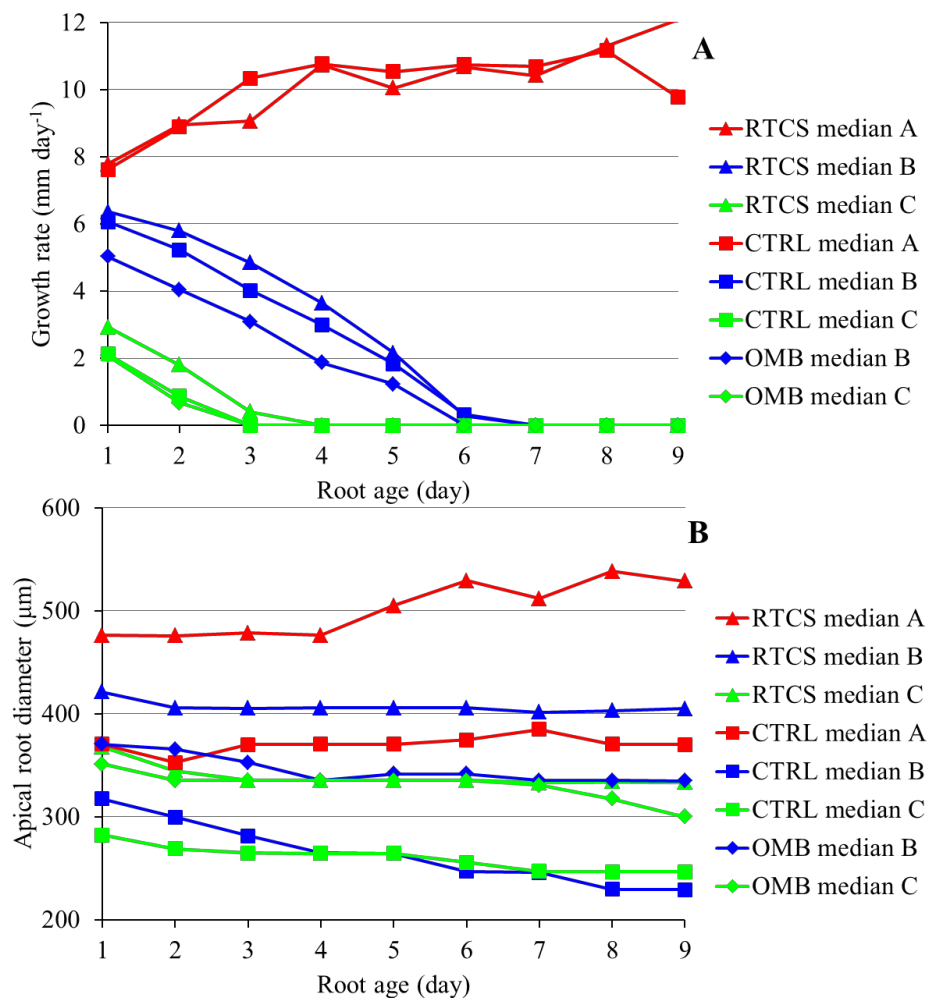 A
12
10
8
6
4
2
0
Growth rate (mm day⁻¹)
1 2 3 4 5 6 7 8 9
Root age (day)
RTCS median A
RTCS median B
RTCS median C
CTRL median A
CTRL median B
CTRL median C
OMB median B
OMB median C
B
600
500
400
300
200
Apical root diameter (µm)
1 2 3 4 5 6 7 8 9
Root age (day)
RTCS median A
RTCS median B
RTCS median C
CTRL median A
CTRL median B
CTRL median C
OMB median B
OMB median C